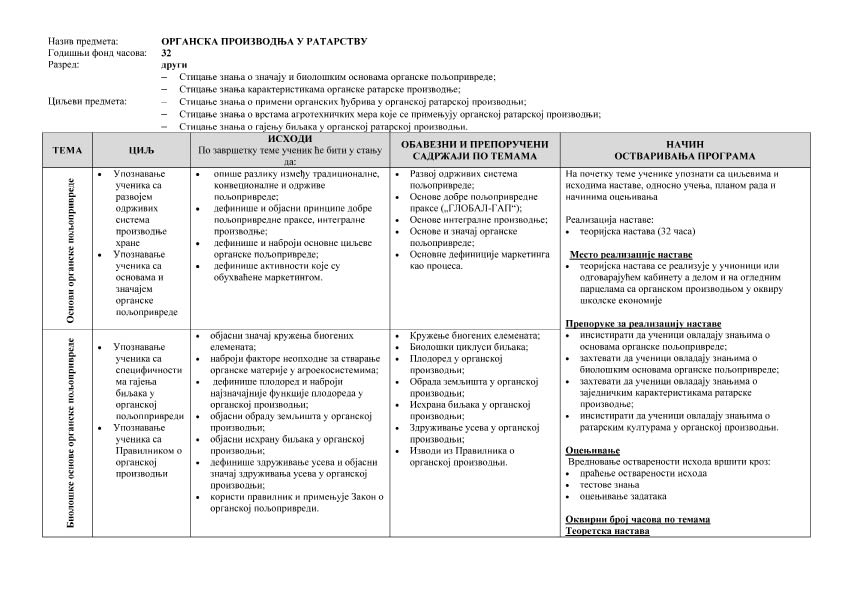 Назив предмета: ОРГАНСКА ПРОИЗВОДЊА У РАТАРСТВУ
Годишњи фонд часова: 32
Разред: други
Циљеви предмета:
– Стицање знања о значају и биолошким основама органске пољопривреде;
– Стицање знања карактеристикама органске ратарске производње;
– Стицање знања о примени органских ђубрива у органској ратарској производњи;
– Стицање знања о врстама агротехничких мера које се примењују органској ратарској производњи;
– Стицање знања о гајењу биљака у органској ратарској производњи.
ТЕМА
ЦИЉ
ИСХОДИ
По завршетку теме ученик ће бити у стању
да:
ОБАВЕЗНИ И ПРЕПОРУЧЕНИ
САДРЖАЈИ ПО ТЕМАМА
НАЧИН
ОСТВАРИВАЊА ПРОГРАМА
Основи органске пољопривреде
• Упознавање
ученика са
развојем
одрживих
система
производње
хране
• Упознавање
ученика са
основама и
значајем
органске
пољопривреде
• опише разлику између традиционалне,
конвеционалне и одрживе
пољопривреде;
• дефинише и објасни принципе добре
пољопривредне праксе, интегралне
производње;
• дефинише и наброји основне циљеве
органске пољопривреде;
• дефинише активности које су
обухваћене маркетингом.
• Развој одрживих система
пољопривреде;
• Основе добре пољопривредне
праксе („ГЛОБАЛ-ГАП“);
• Основе интегралне производње;
• Основе и значај органске
пољопривреде;
• Основне дефиниције маркетинга
као процеса.
Биолошке основе органске пољопривреде
• Упознавање
ученика са
специфичности
ма гајења
биљака у
органској
пољоппривреди
• Упознавање
ученика са
Правилником о
органској
производњи
• објасни значај кружења биогених
елемената;
• наброји факторе неопходне за стварање
органске материје у агроекосистемима;
• дефинише плодоред и наброји
најзначајније функције плодореда у
органској производњи;
• објасни обраду земљишта у органској
производњи;
• објасни исхрану биљака у органској
производњи;
• дефинише здруживање усева и објасни
значај здруживања усева у органској
производњи;
• користи правилник и примењује Закон о
органској пољопривреди.
• Кружење биогених елемената;
• Биолошки циклуси биљака;
• Плодоред у органској
производњи;
• Обрада земљишта у органској
производњи;
• Исхрана биљака у органској
производњи;
• Здруживање усева у органској
производњи;
• Изводи из Правилника о
органској производњи.
На почетку теме ученике упознати са циљевима и
исходима наставе, односно учења, планом рада и
начинима оцењивања
Реализација наставе:
• теоријска настава (32 часа)
Место реализације наставе
• теоријска настава се реализује у учионици или
одговарајућем кабинету а делом и на огледним
парцелама са органском производњом у оквиру
школске економије
Препоруке за реализацију наставе
• инсистирати да ученици овладају знањима о
основама органске пољопривреде;
• захтевати да ученици овладају знањима о
биолошким основама органске пољопривреде;
• захтевати да ученици овладају знањима о
заједничким карактеристикама ратарске
производње;
• инсистирати да ученици овладају знањима о
ратарским културама у органској производњи.
Оцењивање
Вредновање остварености исхода вршити кроз:
• праћење остварености исхода
• тестове знања
• оцењивање задатака
Оквирни број часова по темама
Теоретска настава